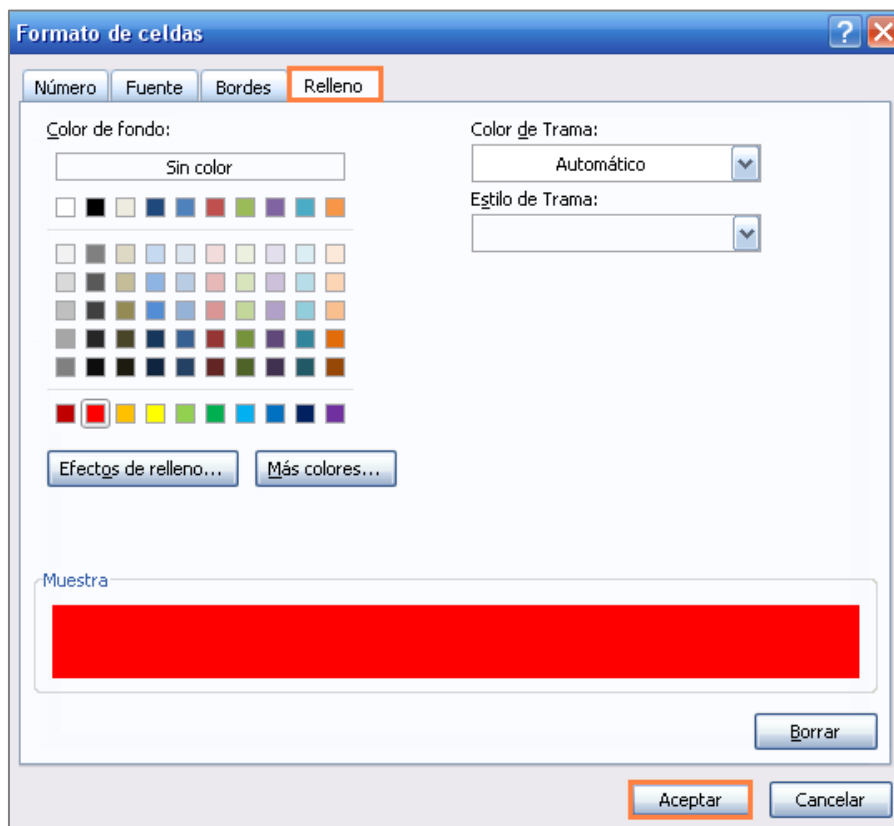 Formato de celdas
Número Fuente Bordes Relleno
Color de fondo:
Sin color
Color de Trama:
Automático
Estilo de Trama:
Efectos de relleno... Más colores...
Muestra
Borrar
Aceptar Cancelar